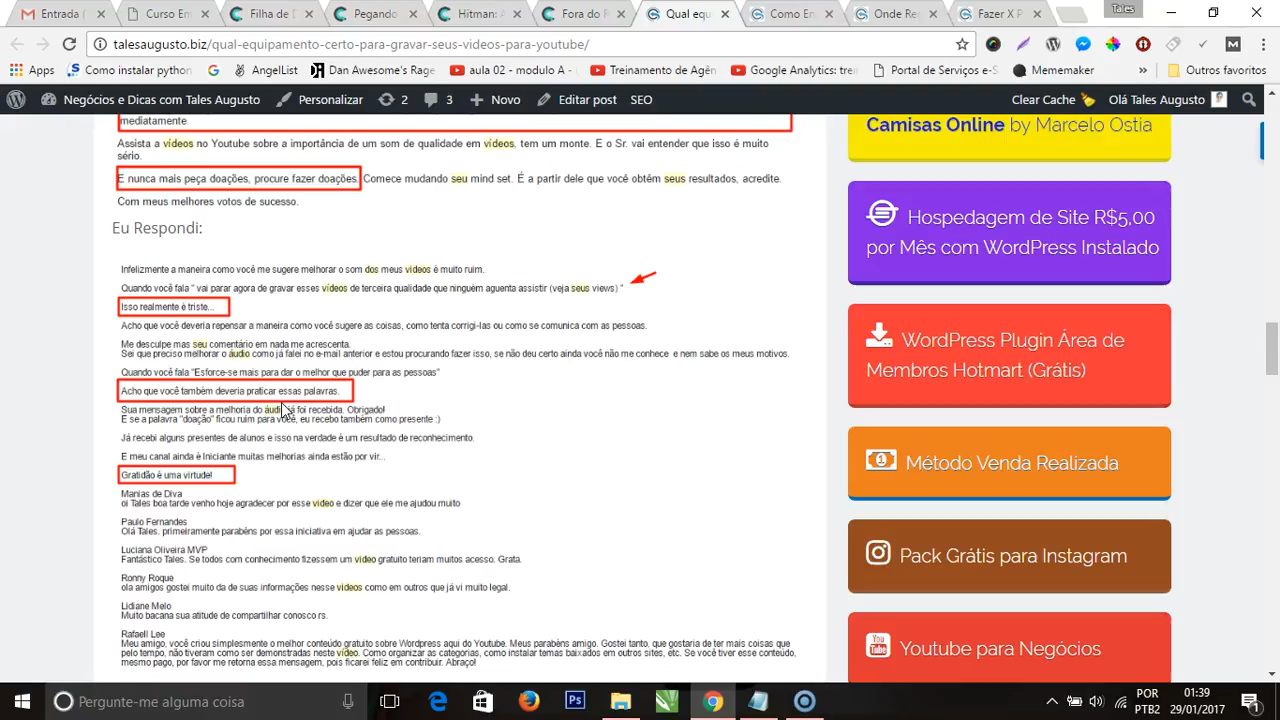 Entrada
Curso Em
Filha de
Pegando
Hitman:
Fora do
Qual equ
Como En
Onde Res
Fazer X P
Tales
talesaugusto.biz/qual-equipamento-certo-para-gravar-seus-videos-para-youtube/
Apps
Como instalar python
AngelList
Dan Awesome's Rage
aula 02 - modulo A -
Treinamento de Agên
Google Analytics: trei
Portal de Serviços e-S
Mememaker
»
Outros favoritos
Negócios e Dicas com Tales Augusto
Personalizar
2
3
Novo
Editar post
SEO
Clear Cache
Olá Tales Augusto
mediatamente
Assista a vídeos no Youtube sobre a importância de um som de qualidade em vídeos, tem um monte. E o Sr. vai entender que isso é muito
sério.
E nunca mais peça doações, procure fazer doações. Comece mudando seu mind set. É a partir dele que você obtêm seus resultados, acredite.
Com meus melhores votos de sucesso.
Eu Respondi:
Infelizmente a maneira como você me sugere melhorar o som dos meus vídeos é muito ruim.
Quando você fala " vai parar agora de gravar esses vídeos de terceira qualidade que ninguém aguenta assistir (veja seus views) "
Isso realmente é triste...
Acho que você deveria repensar a maneira como você sugere as coisas, como tenta corrigi-las ou como se comunica com as pessoas.
Me desculpe mas seu comentário em nada me acrescenta.
Sei que preciso melhorar o áudio como já falei no e-mail anterior e estou procurando fazer isso, se não deu certo ainda você não me conhece e nem sabe os meus motivos.
Quando você fala "Esforce-se mais para dar o melhor que puder para as pessoas"
Acho que você também deveria praticar essas palavras.
Sua mensagem sobre a melhoria do áudio já foi recebida. Obrigado!
E se a palavra "doação" ficou ruim para você, eu recebo também como presente :)
Já recebi alguns presentes de alunos e isso na verdade é um resultado de reconhecimento.
E meu canal ainda é Iniciante muitas melhorias ainda estão por vir...
Gratidão é uma virtude!
Manias de Diva
oi Tales boa tarde venho hoje agradecer por esse video e dizer que ele me ajudou muito
Paulo Fernandes
Olá Tales. primeiramente parabéns por essa iniciativa em ajudar as pessoas.
Luciana Oliveira MVP
Fantástico Tales. Se todos com conhecimento fizessem um video gratuito teriam muitos acesso. Grata.
Ronny Roque
ola amigos gostei muito da de suas informações nesse videos como em outros que já vi muito legal.
Lidiane Melo
Muito bacana sua atitude de compartilhar conosco rs.
Rafaell Lee
Meu amigo, você criou simplesmente o melhor conteúdo gratuito sobre Wordpress aqui do Youtube. Meus parabéns amigo. Gostei tanto, que gostaria de ter mais coisas que
pelo tempo, não tiveram como ser demonstradas neste vídeo. Como organizar as categorias, como instalar temas baixados em outros sites, etc. Se você tiver esse conteúdo,
mesmo pago, por favor me retorna essa mensagem, pois ficarei feliz em contribuir. Abraço!
Camisas Online by Marcelo Ostia
Hospedagem de Site R$5,00
por Mês com WordPress Instalado
WordPress Plugin Área de
Membros Hotmart (Grátis)
Método Venda Realizada
Pack Grátis para Instagram
You Tube
Youtube para Negócios
Pergunte-me alguma coisa
Ps
POR
PTB2
01:39
29/01/2017
1